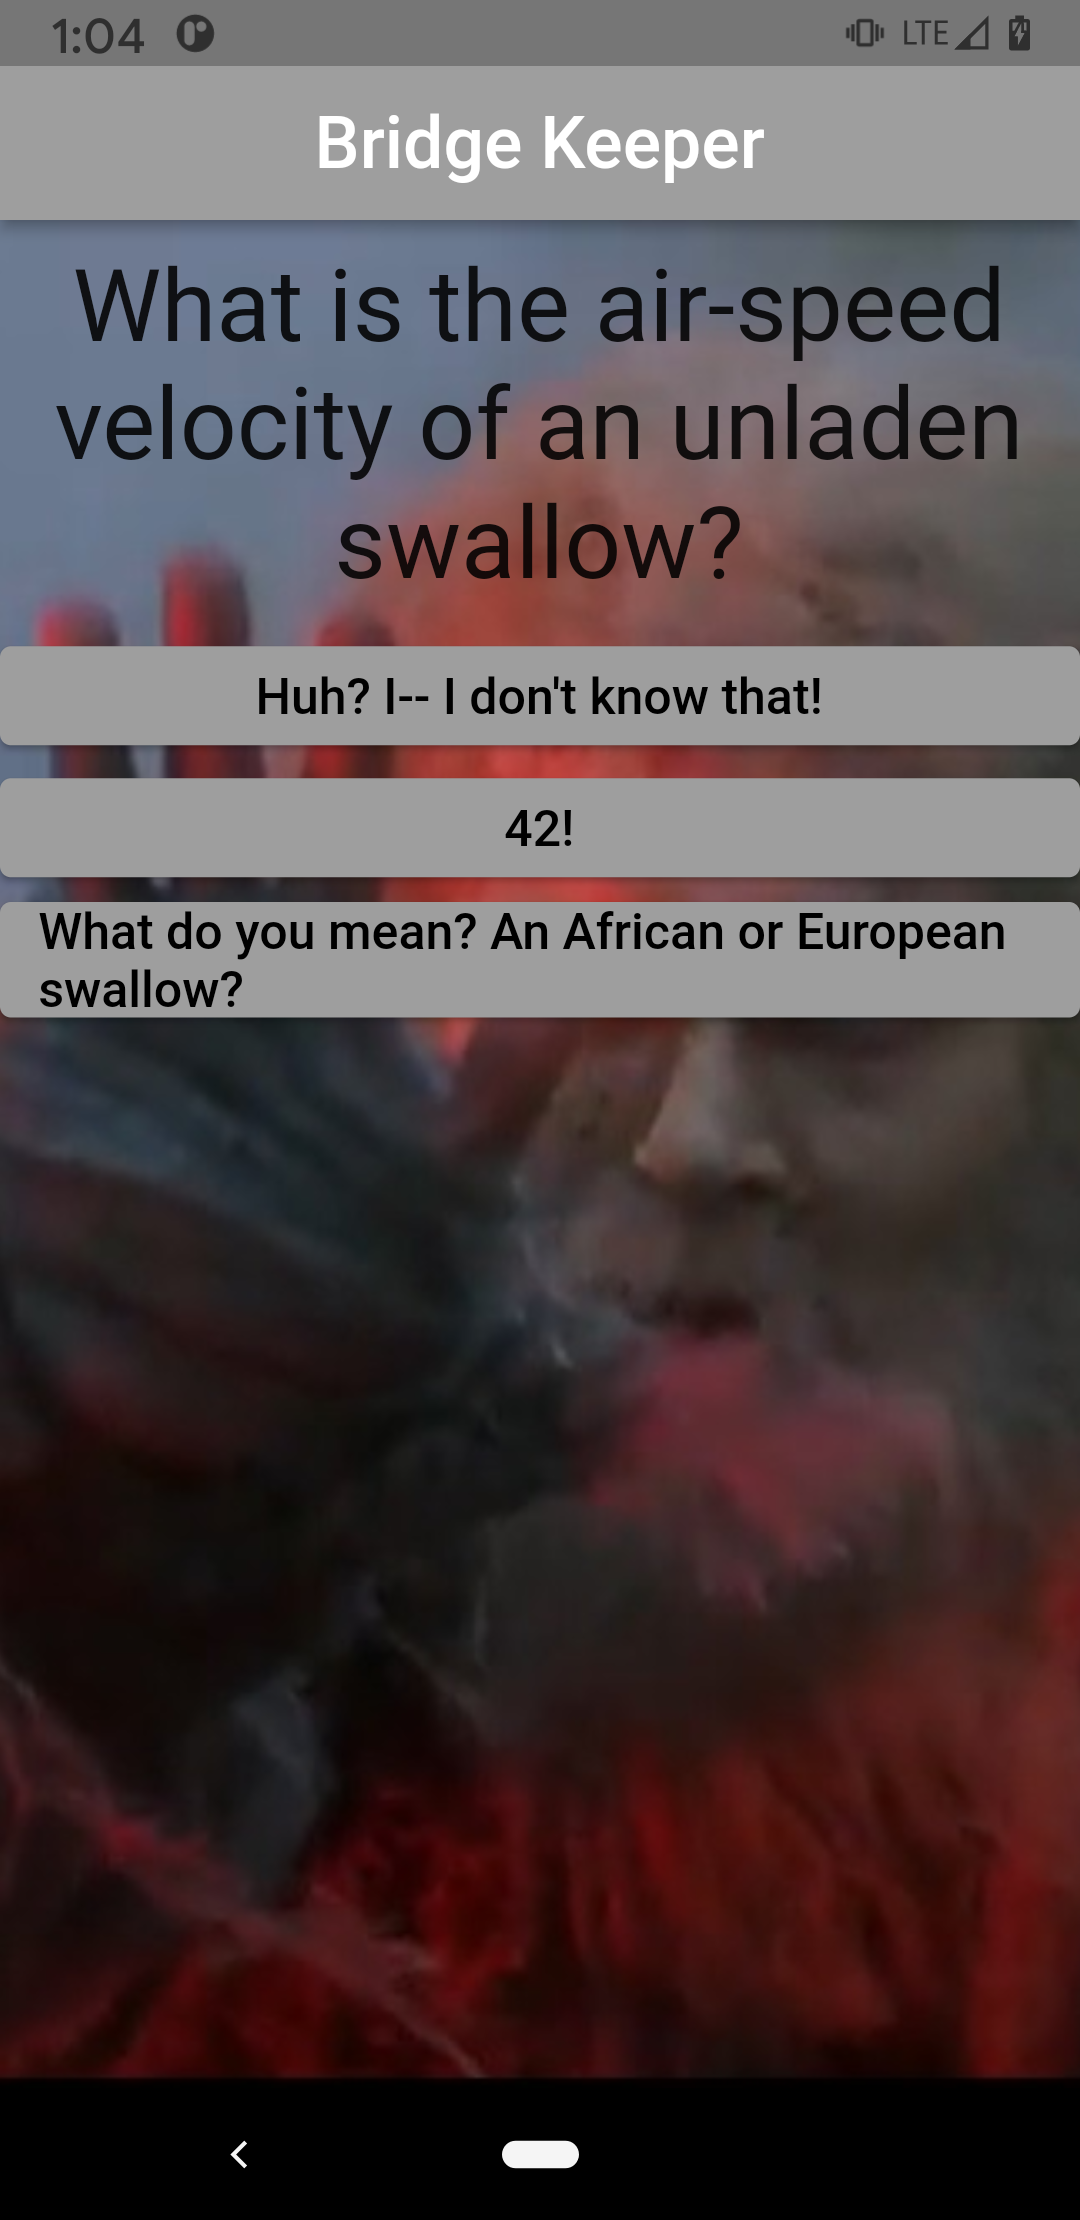 1:04
LTE
Bridge Keeper
What is the air-speed
velocity of an unladen
swallow?
Huh? I-- I don't know that!
42!
What do you mean? An African or European
swallow?